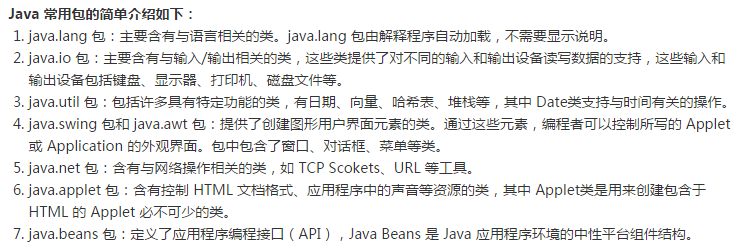 Java 常用包的简单介绍如下：
1. java.lang 包：主要含有与语言相关的类。java.lang 包由解释程序自动加载，不需要显示说明。
2. java.io 包：主要含有与输入/输出相关的类，这些类提供了对不同的输入和输出设备读写数据的支持，这些输入和
输出设备包括键盘、显示器、打印机、磁盘文件等。
3. java.util 包：包括许多具有特定功能的类，有日期、向量、哈希表、堆栈等，其中 Date类支持与时间有关的操作。
4. java.swing 包和 java.awt 包：提供了创建图形用户界面元素的类。通过这些元素，编程者可以控制所写的 Applet
或 Application 的外观界面。包中包含了窗口、对话框、菜单等类。
5. java.net 包：含有与网络操作相关的类，如 TCP Scokets、URL 等工具。
6. java.applet 包：含有控制 HTML 文档格式、应用程序中的声音等资源的类，其中 Applet类是用来创建包含于
HTML 的 Applet 必不可少的类。
7. java.beans 包：定义了应用程序编程接口（API），Java Beans 是 Java 应用程序环境的中性平台组件结构。